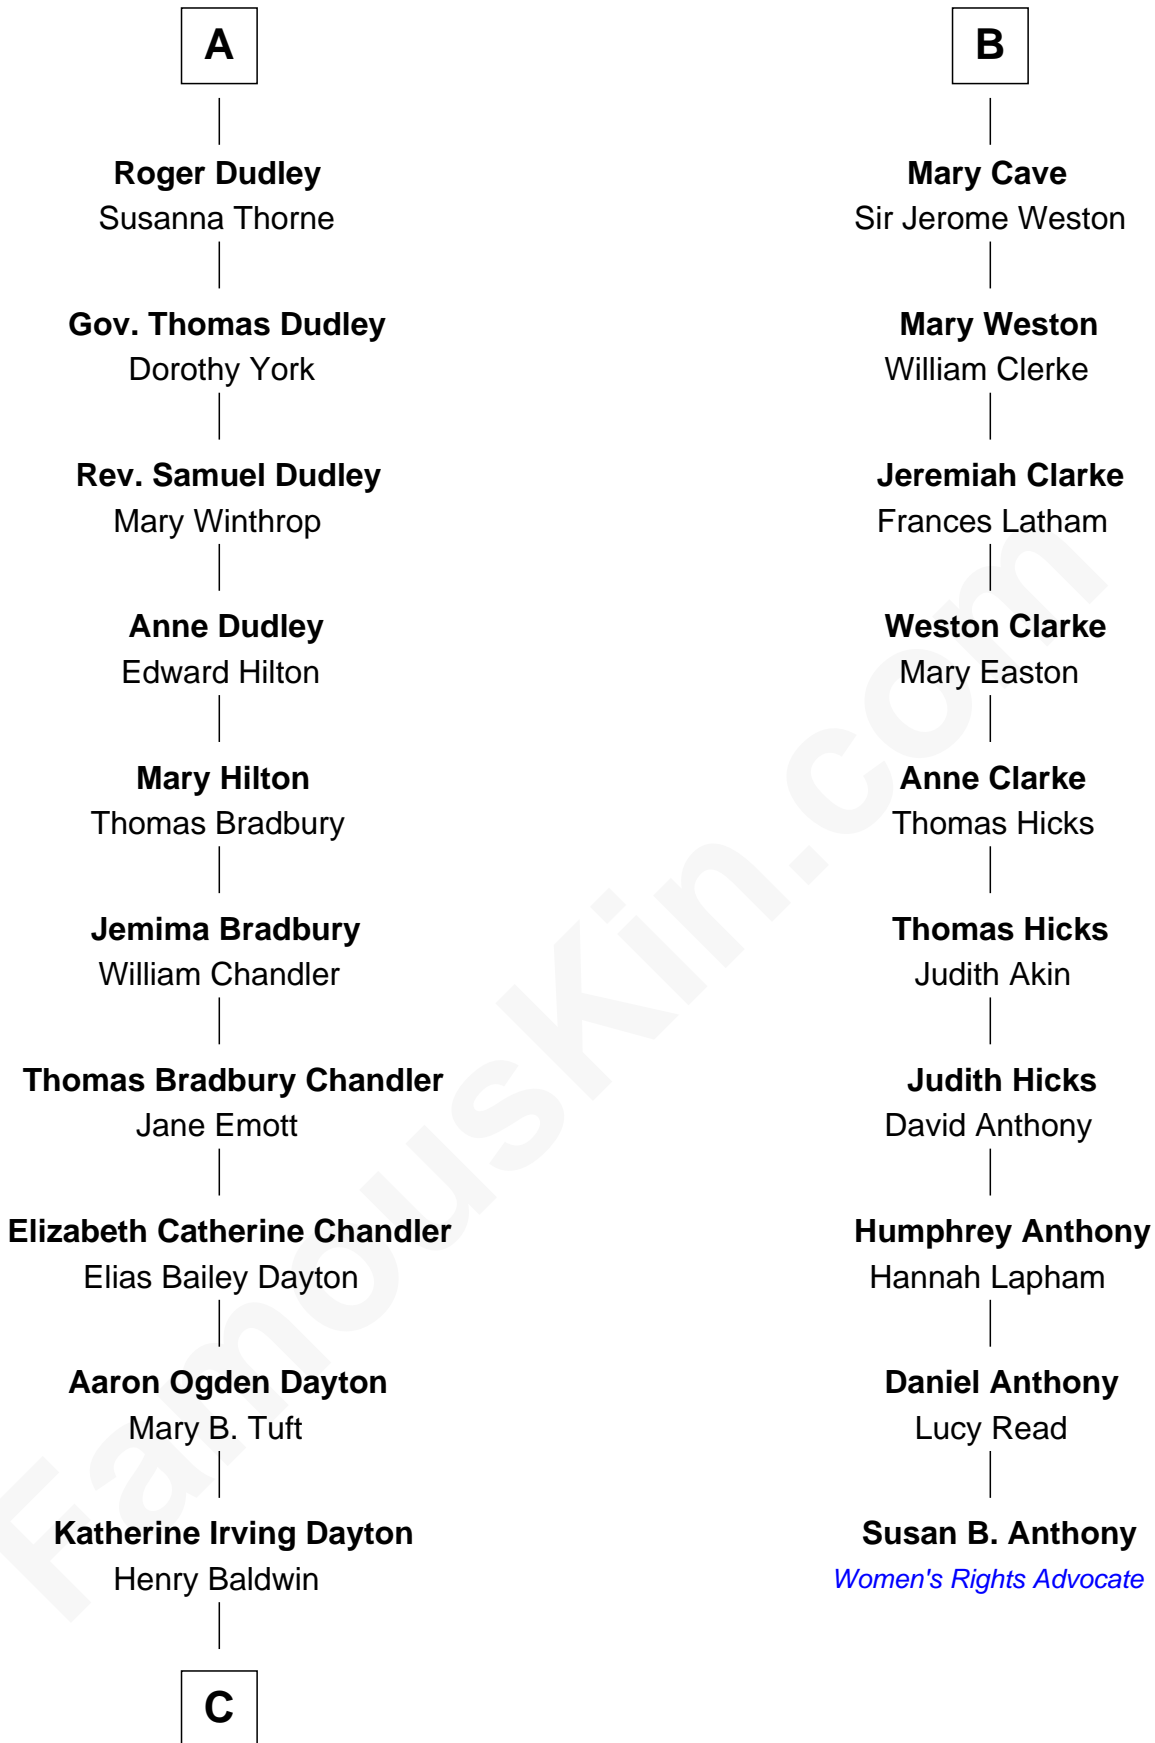 A
Roger Dudley
Susanna Thorne
Gov. Thomas Dudley
Dorothy York
Rev. Samuel Dudley
Mary Winthrop
Anne Dudley
Edward Hilton
Mary Hilton
Thomas Bradbury
Jemima Bradbury
William Chandler
Thomas Bradbury Chandler
Jane Emott
Elizabeth Catherine Chandler
Elias Bailey Dayton
Aaron Ogden Dayton
Mary B. Tuft
Katherine Irving Dayton
Henry Baldwin
C
B
Mary Cave
Sir Jerome Weston
Mary Weston
William Clerke
Jeremiah Clarke
Frances Latham
Weston Clarke
Mary Easton
Anne Clarke
Thomas Hicks
Thomas Hicks
Judith Akin
Judith Hicks
David Anthony
Humphrey Anthony
Hannah Lapham
Daniel Anthony
Lucy Read
Susan B. Anthony
Women's Rights Advocate
FamousKin.com